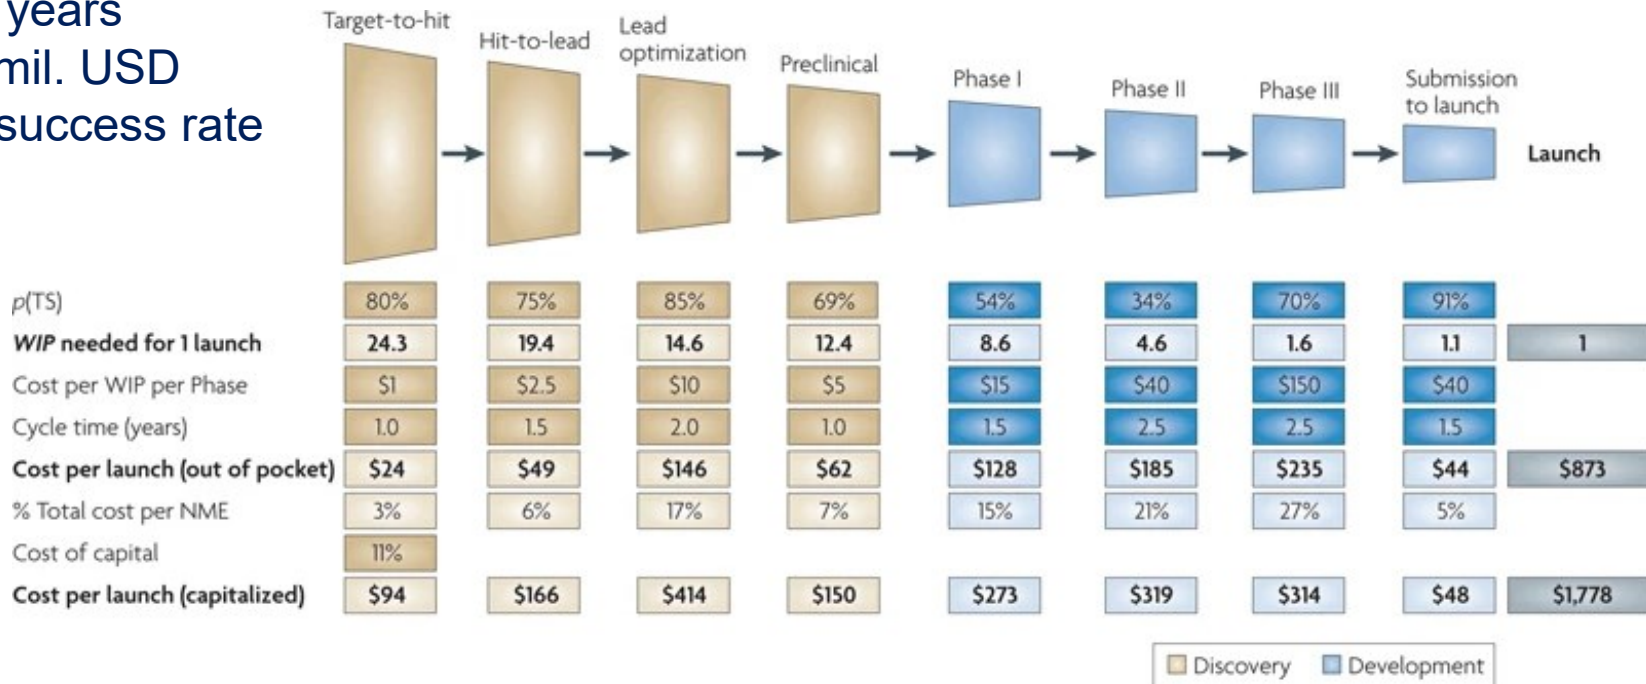 years
mil. USD
success rate
Target-to-hit
Hit-to-lead
Lead
optimization
Preclinical
Phase I
Phase II
Phase III
Submission
to launch
Launch
p(TS) 80% 75% 85% 69% 54% 34% 70% 91%
WIP needed for 1 launch 24.3 19.4 14.6 12.4 8.6 4.6 1.6 1.1 1
Cost per WIP per Phase $1 $2.5 $10 $5 $15 $40 $150 $40
Cycle time (years) 1.0 1.5 2.0 1.0 1.5 2.5 2.5 1.5
Cost per launch (out of pocket) $24 $49 $146 $62 $128 $185 $235 $44 $873
% Total cost per NME 3% 6% 17% 7% 15% 21% 27% 5%
Cost of capital 11%
Cost per launch (capitalized) $94 $166 $414 $150 $273 $319 $314 $48 $1,778
Discovery Development